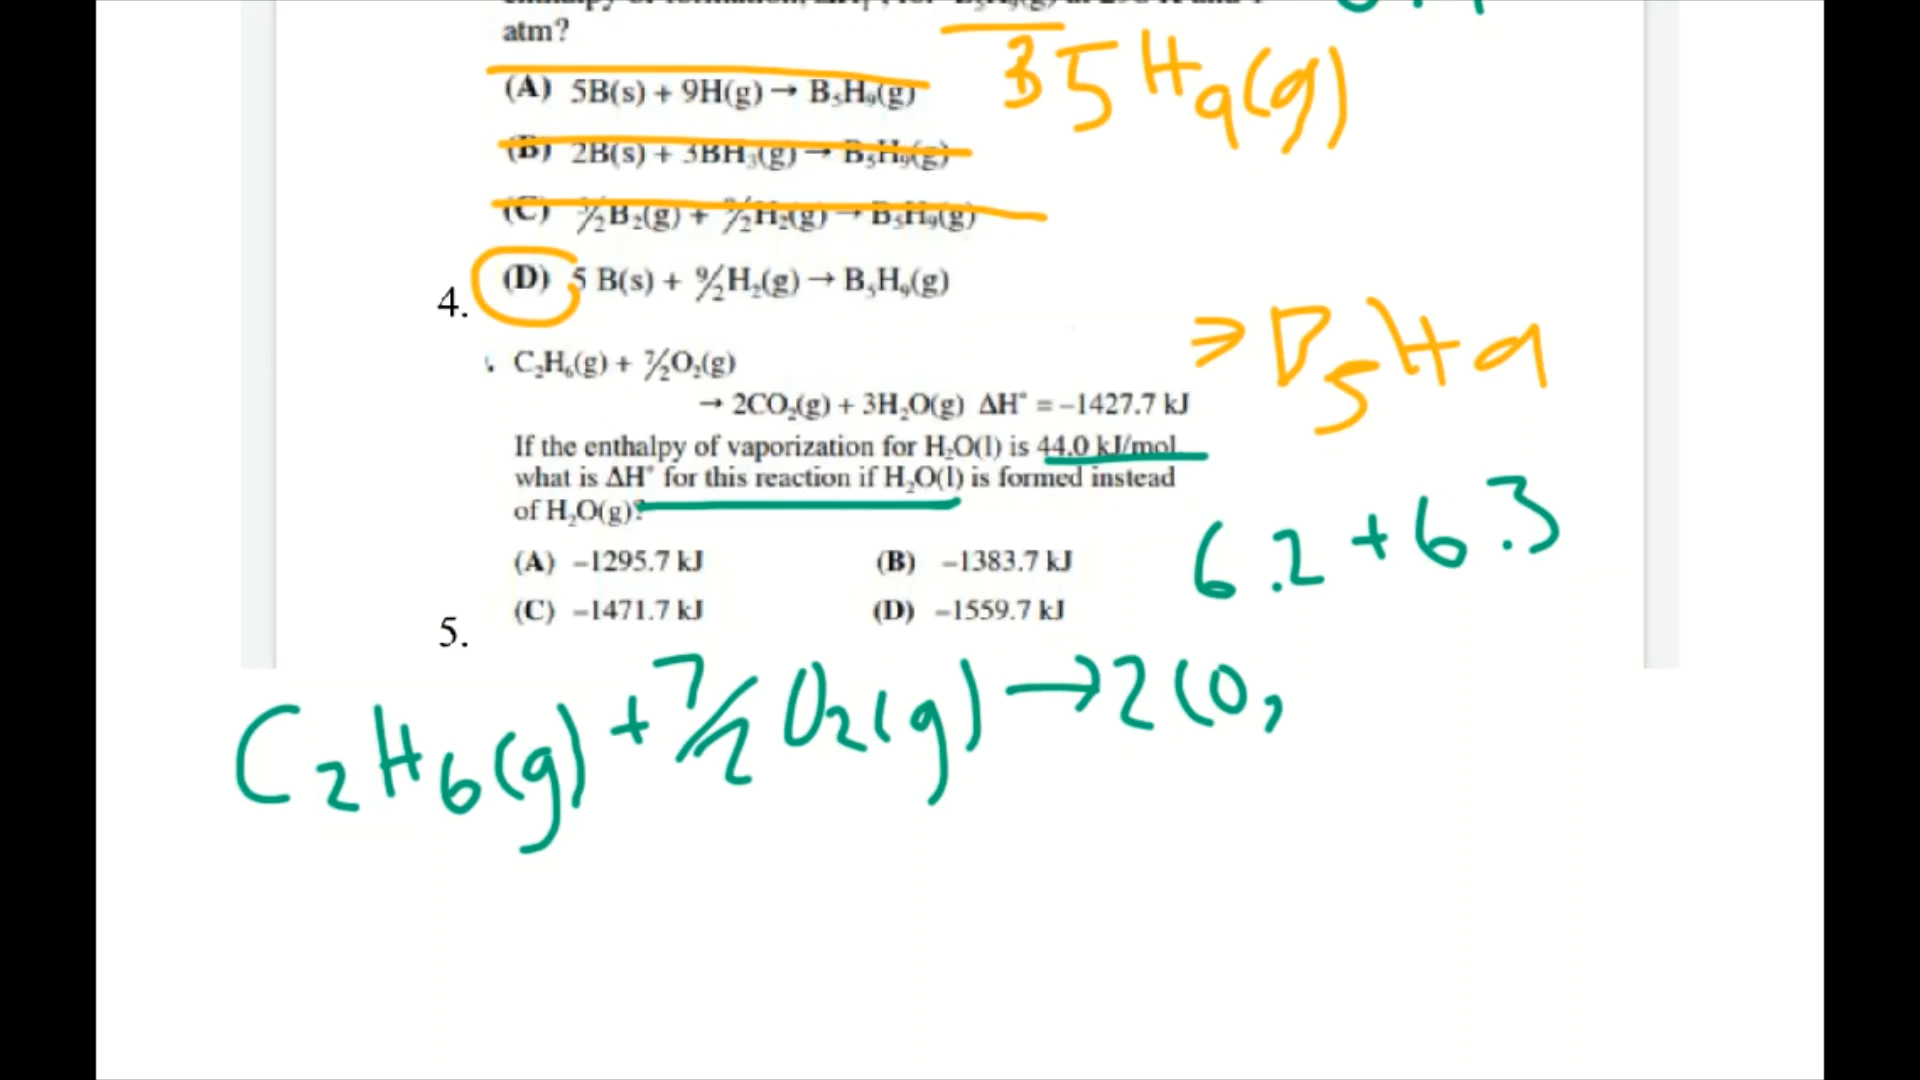 atm?
B5H9(g)
(A) 5B(s) + 9H(g) → B₅H₉(g)
(B) 2B(s) + 3BH₃(g) → B₅H₉(g)
(C) ⁵⁄₂B₂(g) + ⁹⁄₂H₂(g) → B₅H₉(g)
4. (D) 5 B(s) + ⁹⁄₂H₂(g) → B₅H₉(g)
⇒ B₅H9
C₂H₆(g) + ⁷⁄₂O₂(g)
→ 2CO₂(g) + 3H₂O(g) ΔH° = –1427.7 kJ
If the enthalpy of vaporization for H₂O(l) is 44.0 kJ/mol
what is ΔH° for this reaction if H₂O(l) is formed instead
of H₂O(g)?
6.2+6.3
(A) –1295.7 kJ (B) –1383.7 kJ
5. (C) –1471.7 kJ (D) –1559.7 kJ
C₂H₆(g) + ⁷⁄₂O₂(g) → 2CO